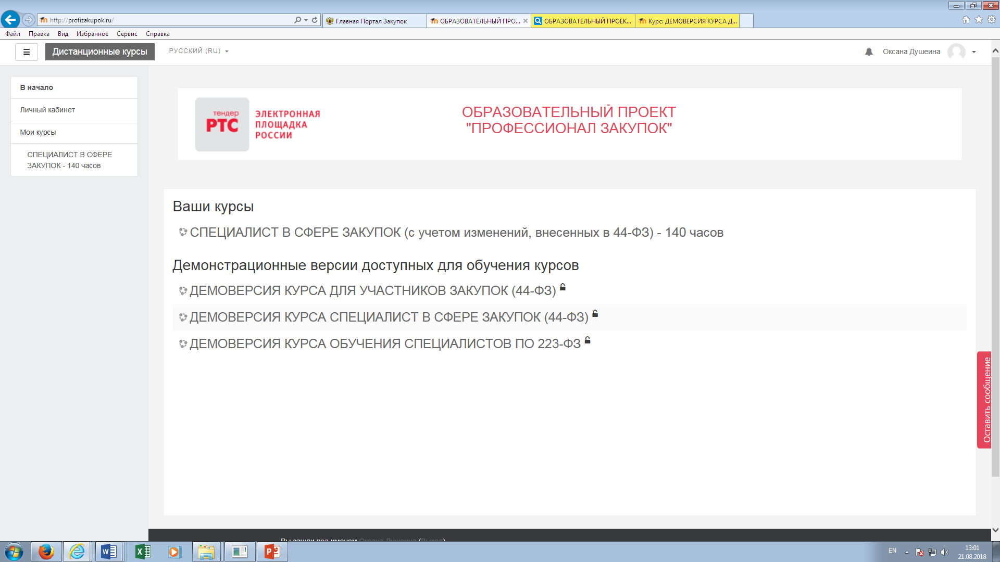 http://profizakupok.ru/
Главная Портал Закупок
ОБРАЗОВАТЕЛЬНЫЙ ПРО...
ОБРАЗОВАТЕЛЬНЫЙ ПРОЕК...
Курс: ДЕМОВЕРСИЯ КУРСА Д...
Файл Правка Вид Избранное Сервис Справка
Дистанционные курсы
РУССКИЙ (RU)
Оксана Душеина
В начало
Личный кабинет
Мои курсы
СПЕЦИАЛИСТ В СФЕРЕ
ЗАКУПОК - 140 часов
тендер
РТС
ЭЛЕКТРОННАЯ
ПЛОЩАДКА
РОССИИ
ОБРАЗОВАТЕЛЬНЫЙ ПРОЕКТ
"ПРОФЕССИОНАЛ ЗАКУПОК"
Ваши курсы
СПЕЦИАЛИСТ В СФЕРЕ ЗАКУПОК (с учетом изменений, внесенных в 44-ФЗ) - 140 часов
Демонстрационные версии доступных для обучения курсов
ДЕМОВЕРСИЯ КУРСА ДЛЯ УЧАСТНИКОВ ЗАКУПОК (44-ФЗ)
ДЕМОВЕРСИЯ КУРСА СПЕЦИАЛИСТ В СФЕРЕ ЗАКУПОК (44-ФЗ)
ДЕМОВЕРСИЯ КУРСА ОБУЧЕНИЯ СПЕЦИАЛИСТОВ ПО 223-ФЗ
Оставить сообщение
Вы зашли под именем Оксана Душеина (Выход)
EN
13:01
21.08.2018